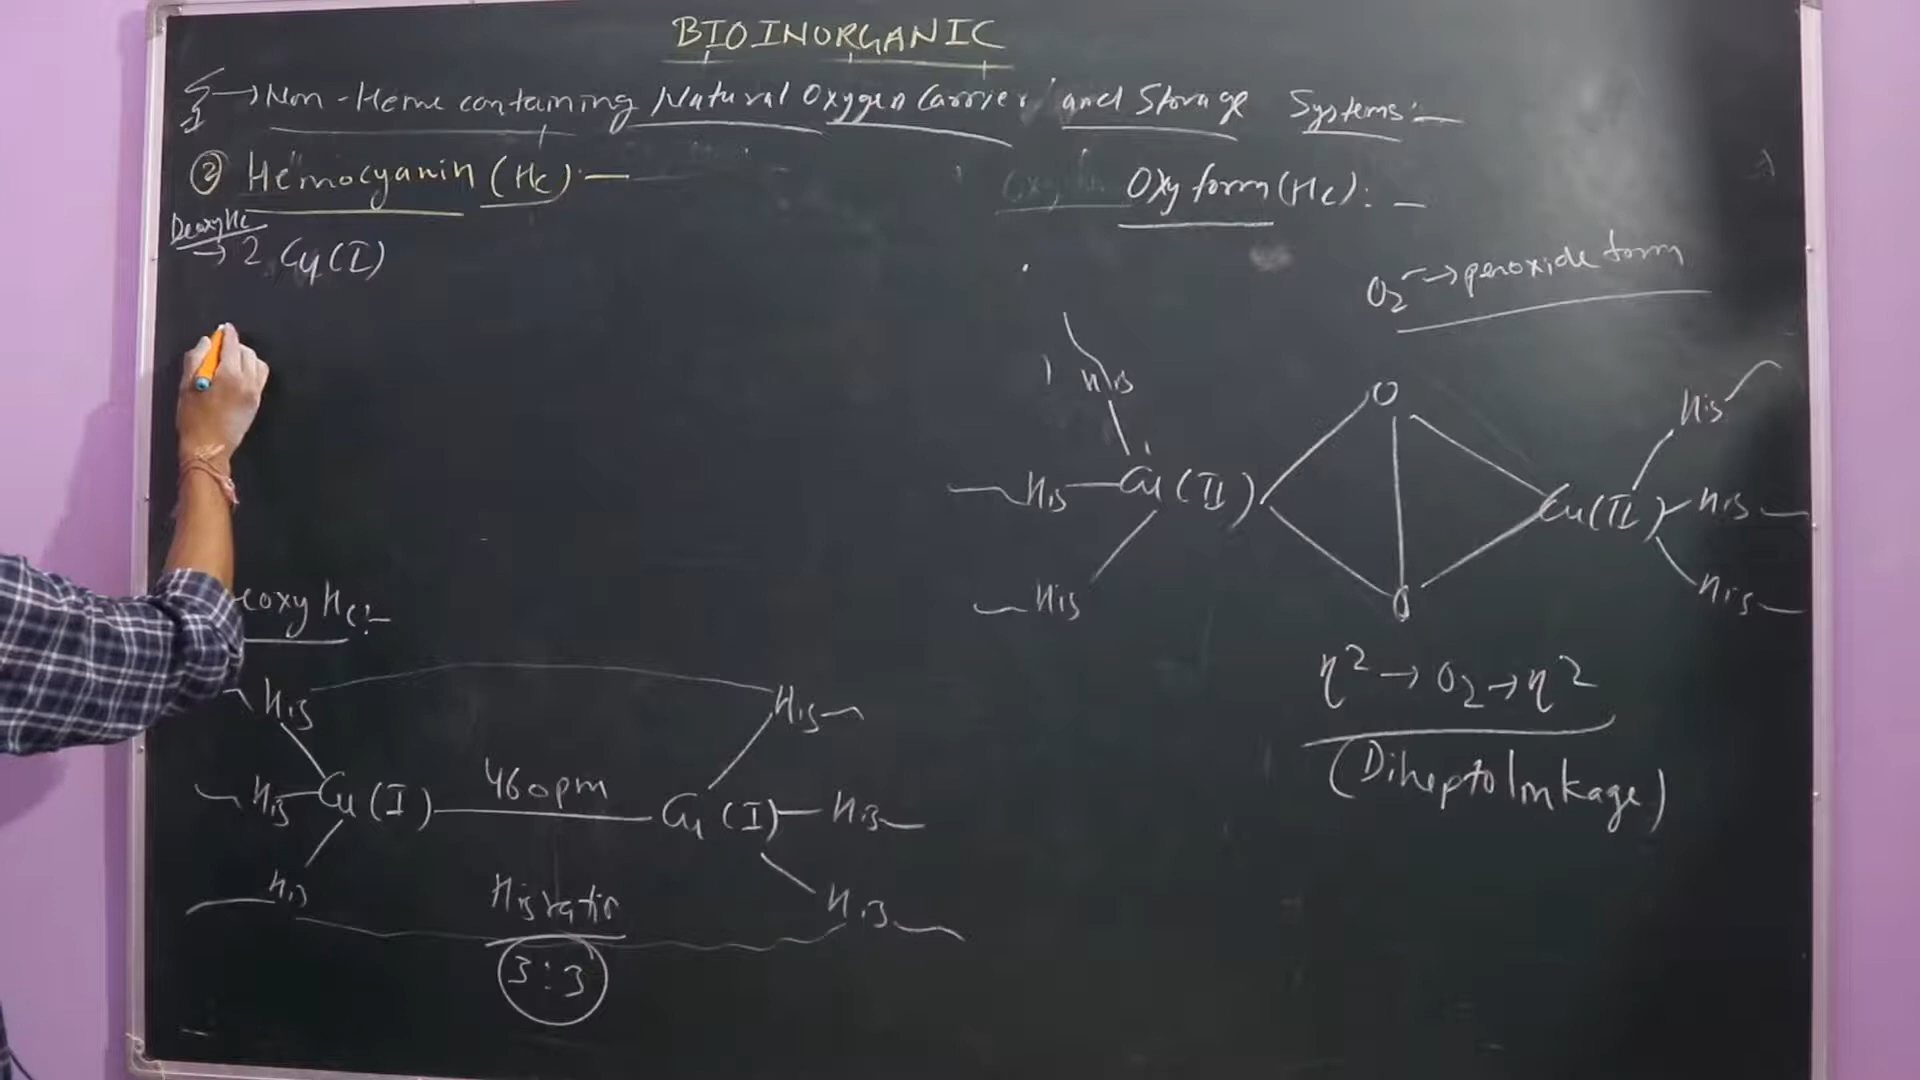 BIOINORGANIC
→ Non-Heme containing Natural Oxygen Carrier and Storage Systems:-
② Hemocyanin (Hc):-
Deoxy Hc
→ 2 Cu(I)
Oxy form (Hc):-
O₂ → peroxide form
His
His Cu(II)
His
O
O
Cu(II) His
His
His
η² → O₂ → η²
(Diheptolinkage)
eoxy Hc:-
His His
His Cu(I) 460pm Cu(I) His
His His
His ratio
3:3